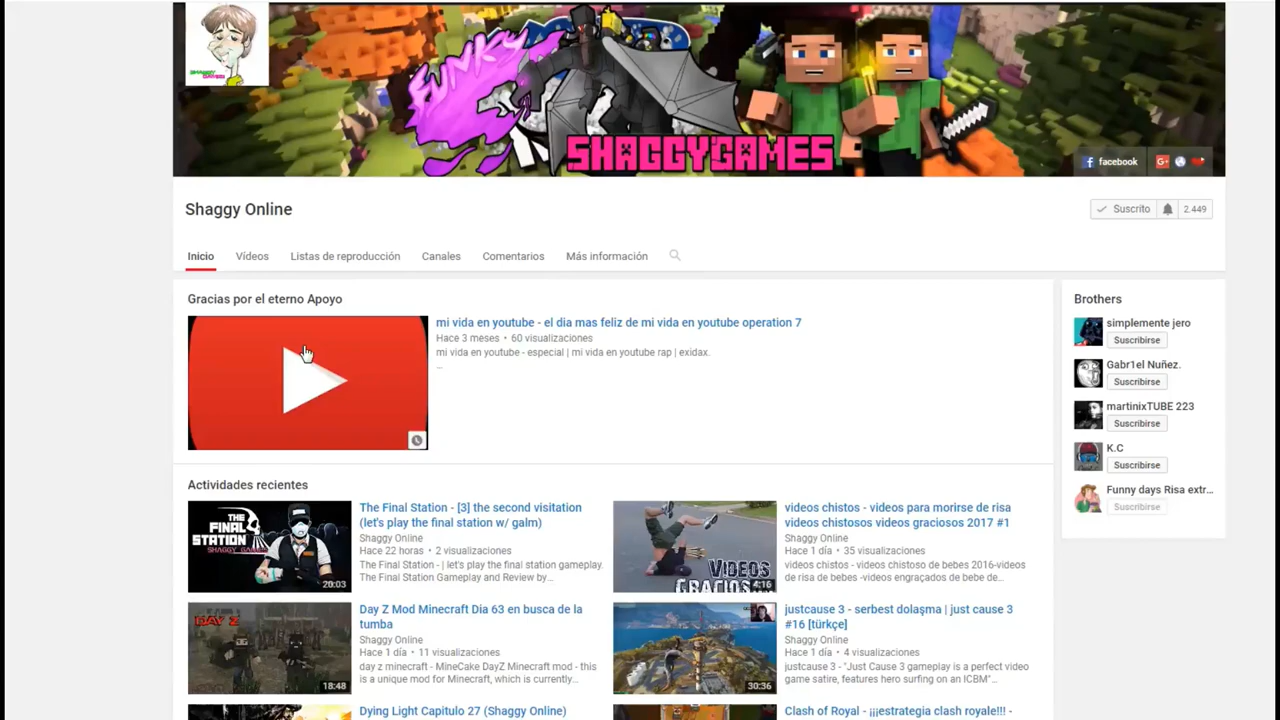 SHAGGY GAMES
SHAGGYGAMES
facebook
Shaggy Online
Suscrito 2.449
Inicio Vídeos Listas de reproducción Canales Comentarios Más información
Gracias por el eterno Apoyo
mi vida en youtube - el dia mas feliz de mi vida en youtube operation 7
Hace 3 meses • 60 visualizaciones
mi vida en youtube - especial | mi vida en youtube rap | exidax.
...
Brothers
simplemente jero
Suscribirse
Gabr1el Nuñez.
Suscribirse
martinixTUBE 223
Suscribirse
K.C
Suscribirse
Funny days Risa extr...
Suscribirse
Actividades recientes
THE FINAL STATION
SHAGGY GAMES
20:03
The Final Station - [3] the second visitation
(let's play the final station w/ galm)
Shaggy Online
Hace 22 horas • 2 visualizaciones
The Final Station - | let's play the final station gameplay.
The Final Station Gameplay and Review by...
VIDEOS
GRACIOSOS
4:16
videos chistos - videos para morirse de risa
videos chistosos videos graciosos 2017 #1
Shaggy Online
Hace 1 día • 35 visualizaciones
videos chistos - videos chistosos de bebes 2016-videos
de risa de bebes -videos engraçados de bebe de...
DAY Z
18:48
Day Z Mod Minecraft Dia 63 en busca de la
tumba
Shaggy Online
Hace 1 día • 11 visualizaciones
day z minecraft - MineCake DayZ Minecraft mod - this
is a unique mod for Minecraft, which is currently...
30:36
justcause 3 - serbest dolaşma | just cause 3
#16 [türkçe]
Shaggy Online
Hace 1 día • 4 visualizaciones
justcause 3 - "Just Cause 3 gameplay is a perfect video
game satire, features hero surfing on an ICBM"...
Dying Light Capitulo 27 (Shaggy Online)
Clash of Royal - ¡¡¡estrategia clash royale!!! -